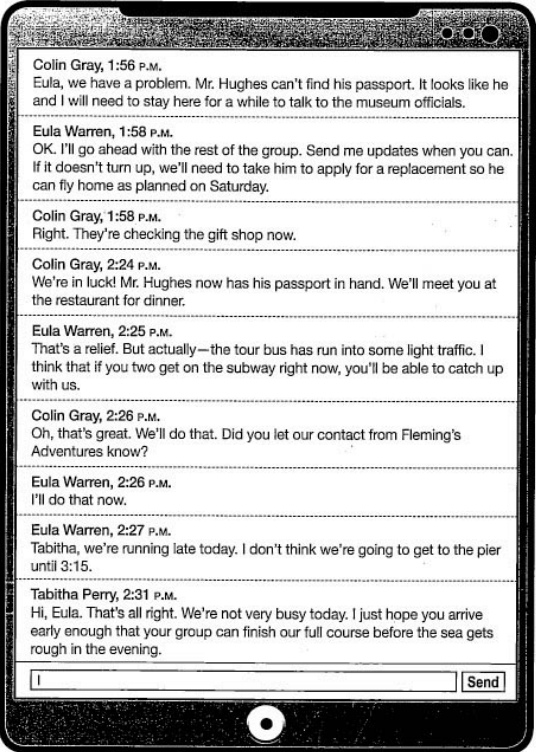 Colin Gray, 1:56 P.M.
Eula, we have a problem. Mr. Hughes can't find his passport. It looks like he
and I will need to stay here for a while to talk to the museum officials.
Eula Warren, 1:58 P.M.
OK. I'll go ahead with the rest of the group. Send me updates when you can.
If it doesn't turn up, we'll need to take him to apply for a replacement so he
can fly home as planned on Saturday.
Colin Gray, 1:58 P.M.
Right. They're checking the gift shop now.
Colin Gray, 2:24 P.M.
We're in luck! Mr. Hughes now has his passport in hand. We'll meet you at
the restaurant for dinner.
Eula Warren, 2:25 P.M.
That's a relief. But actually—the tour bus has run into some light traffic. I
think that if you two get on the subway right now, you'll be able to catch up
with us.
Colin Gray, 2:26 P.M.
Oh, that's great. We'll do that. Did you let our contact from Fleming's
Adventures know?
Eula Warren, 2:26 P.M.
I'll do that now.
Eula Warren, 2:27 P.M.
Tabitha, we're running late today. I don't think we're going to get to the pier
until 3:15.
Tabitha Perry, 2:31 P.M.
Hi, Eula. That's all right. We're not very busy today. I just hope you arrive
early enough that your group can finish our full course before the sea gets
rough in the evening.
Send